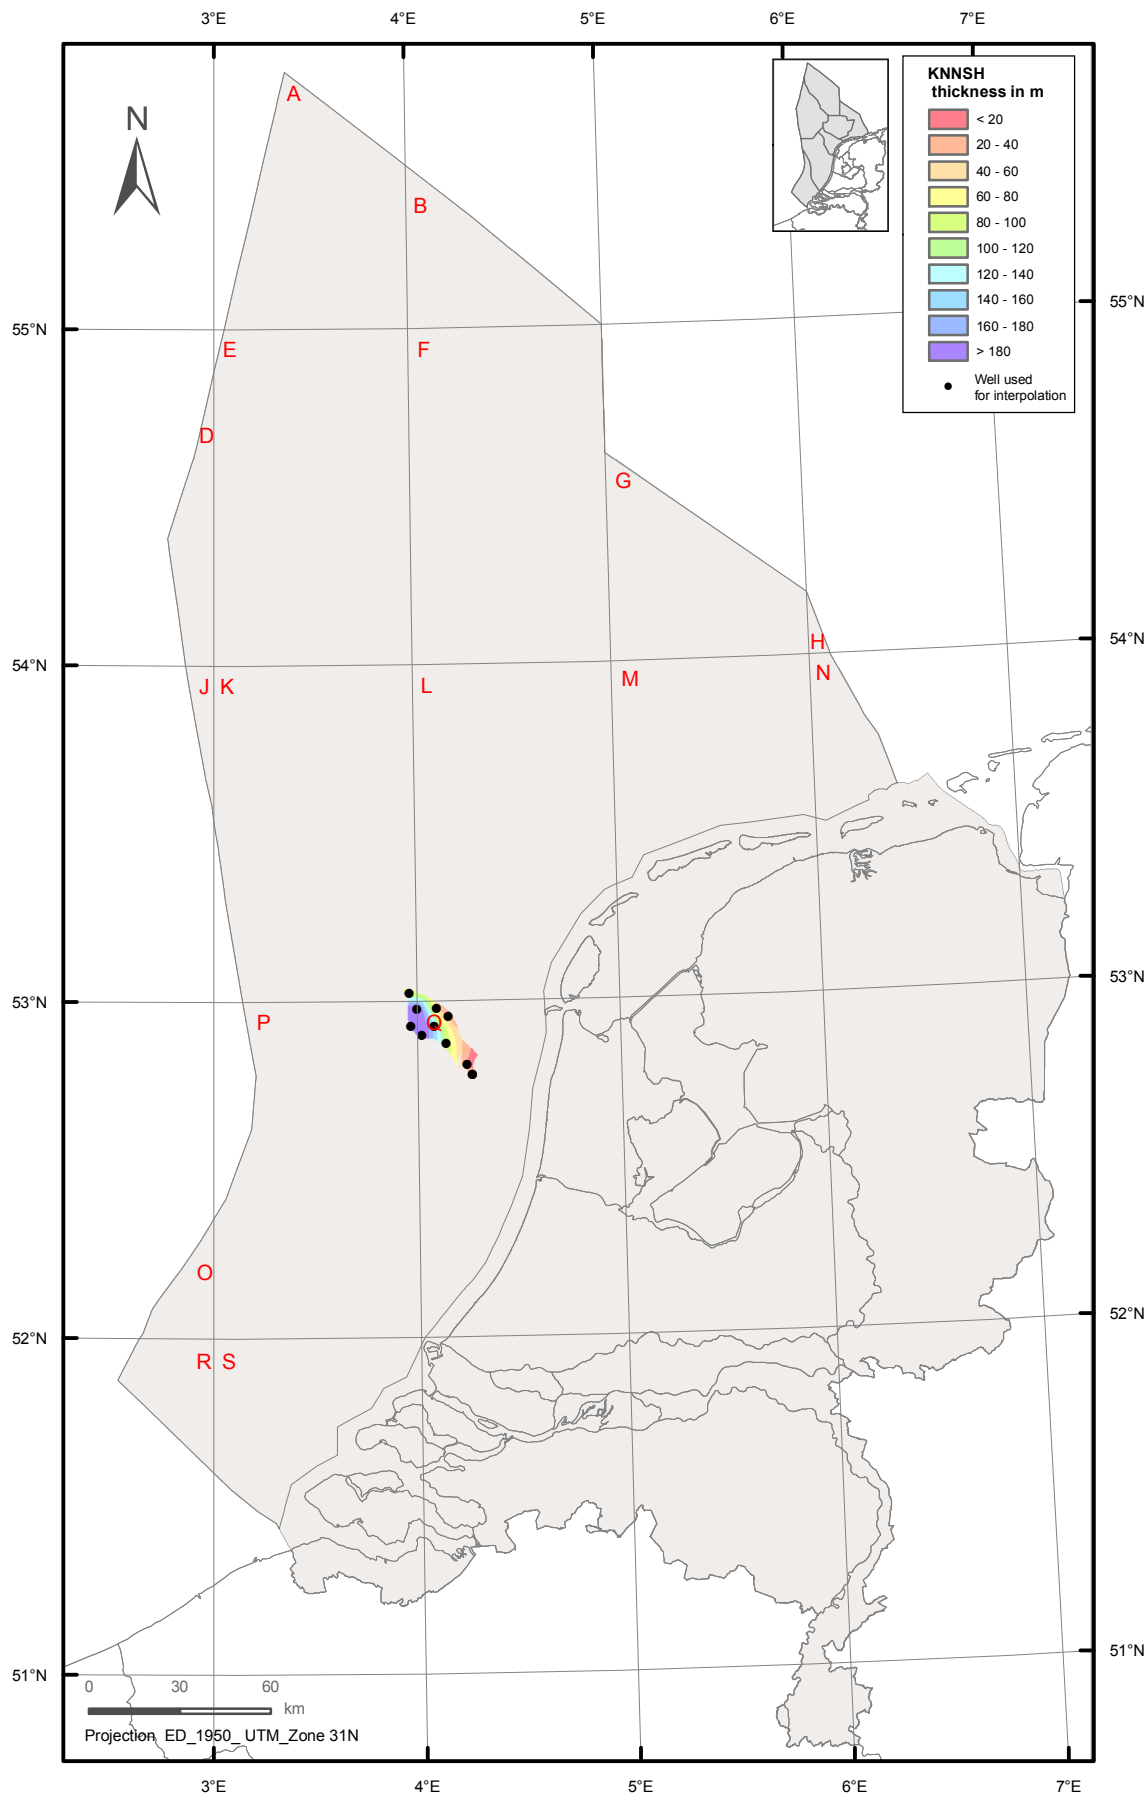 3°E 4°E 5°E 6°E 7°E
KNNSH
thickness in m
< 20
20 - 40
40 - 60
60 - 80
80 - 100
100 - 120
120 - 140
140 - 160
160 - 180
> 180
Well used
for interpolation
N
A
B
55°N 55°N
E F
D
G
H
54°N 54°N
J K L M N
53°N 53°N
P Q
O
52°N 52°N
R S
51°N 51°N
0 30 60
km
Projection ED_1950_ UTM_Zone 31N
3°E 4°E 5°E 6°E 7°E